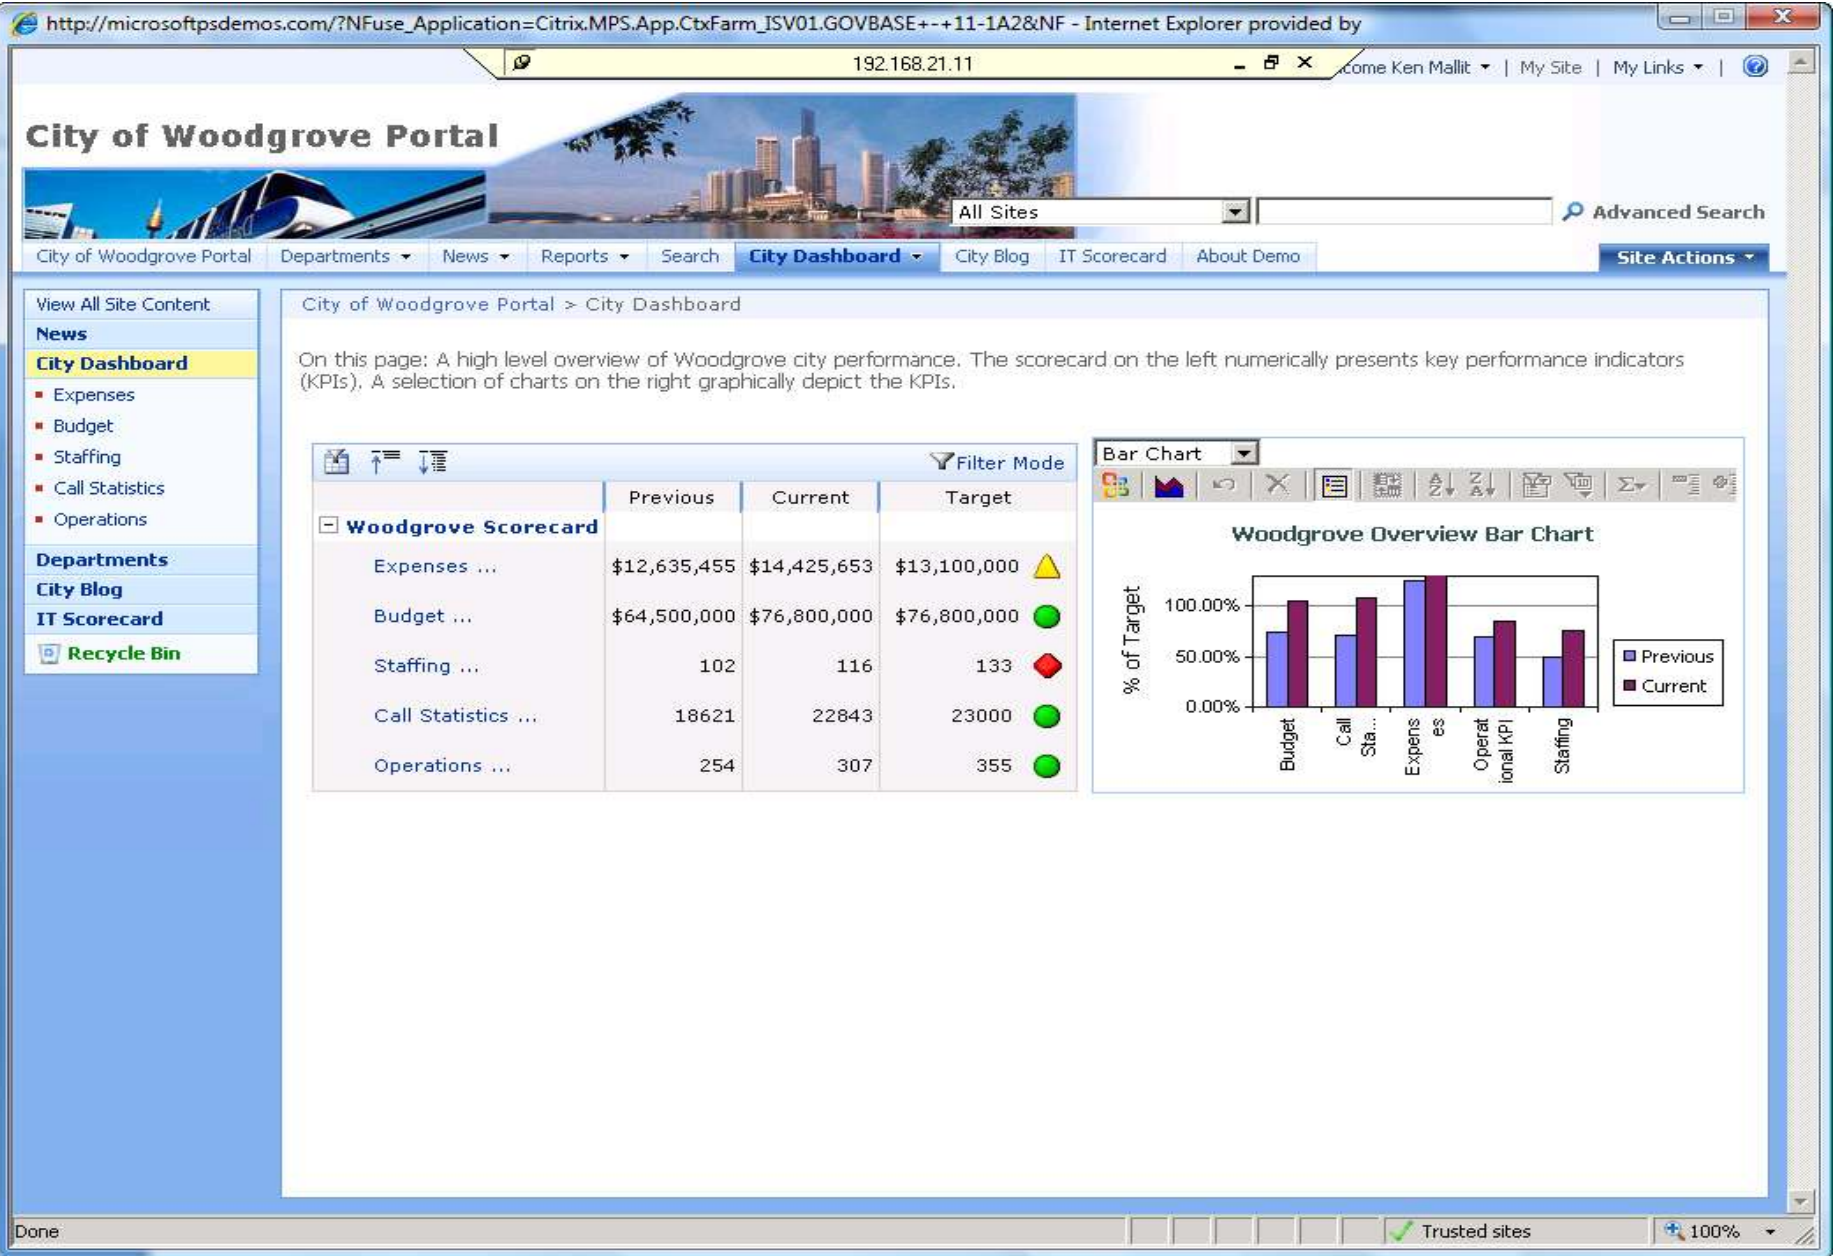 http://microsoftpsdemos.com/?NFuse_Application=Citrix.MPS.App.CtxFarm_ISV01.GOVBASE+-+11-1A2&NF - Internet Explorer provided by
192.168.21.11
come Ken Mallit | My Site | My Links |
City of Woodgrove Portal
All Sites
Advanced Search
City of Woodgrove Portal Departments News Reports Search City Dashboard City Blog IT Scorecard About Demo Site Actions
View All Site Content
News
City Dashboard
Expenses
Budget
Staffing
Call Statistics
Operations
Departments
City Blog
IT Scorecard
Recycle Bin
City of Woodgrove Portal > City Dashboard
On this page: A high level overview of Woodgrove city performance. The scorecard on the left numerically presents key performance indicators
(KPIs). A selection of charts on the right graphically depict the KPIs.
Filter Mode
Previous Current Target
Woodgrove Scorecard
Expenses ... $12,635,455 $14,425,653 $13,100,000
Budget ... $64,500,000 $76,800,000 $76,800,000
Staffing ... 102 116 133
Call Statistics ... 18621 22843 23000
Operations ... 254 307 355
Bar Chart
Woodgrove Overview Bar Chart
% of Target
100.00%
50.00%
0.00%
Budget
Call
Sta...
Expens
es
Operat
ional KPI
Staffing
Previous
Current
Done
Trusted sites
100%